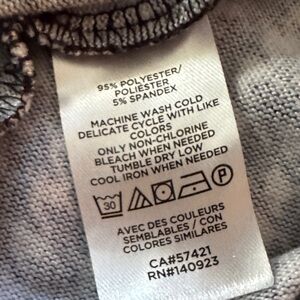 95% POLYESTER/
POLIESTER
5% SPANDEX
MACHINE WASH COLD
DELICATE CYCLE WITH LIKE
COLORS
ONLY NON-CHLORINE
BLEACH WHEN NEEDED
TUMBLE DRY LOW
COOL IRON WHEN NEEDED
30 P
AVEC DES COULEURS
SEMBLABLES / CON
COLORES SIMILARES
CA#57421
RN#140923